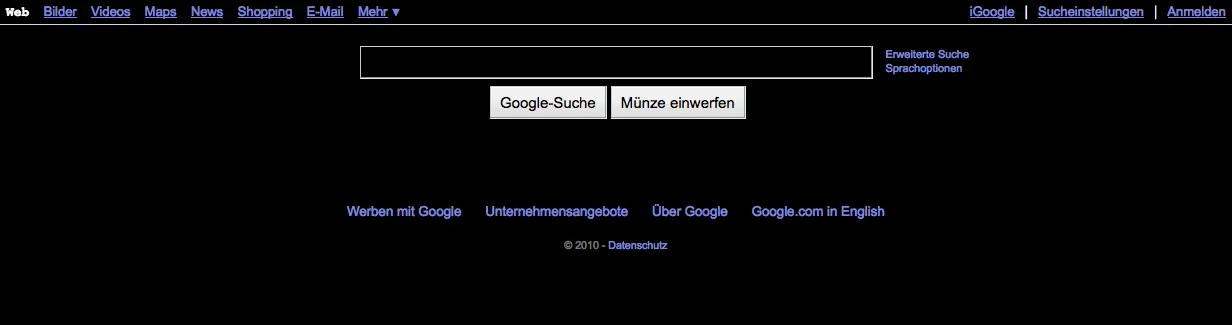 Web Bilder Videos Maps News Shopping E-Mail Mehr ▼ iGoogle | Sucheinstellungen | Anmelden
Erweiterte Suche
Sprachoptionen
Google-Suche Münze einwerfen
Werben mit Google Unternehmensangebote Über Google Google.com in English
© 2010 - Datenschutz